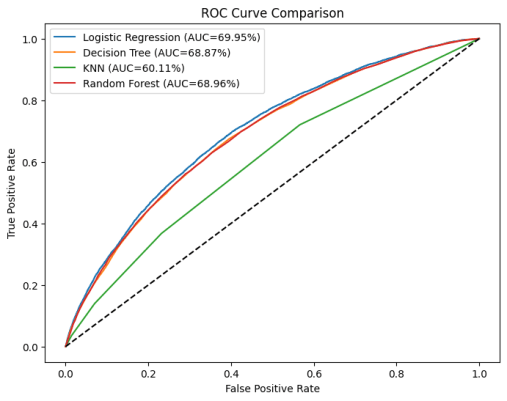 ROC Curve Comparison
Logistic Regression (AUC=69.95%)
Decision Tree (AUC=68.87%)
KNN (AUC=60.11%)
Random Forest (AUC=68.96%)
True Positive Rate
1.0
0.8
0.6
0.4
0.2
0.0
0.0 0.2 0.4 0.6 0.8 1.0
False Positive Rate